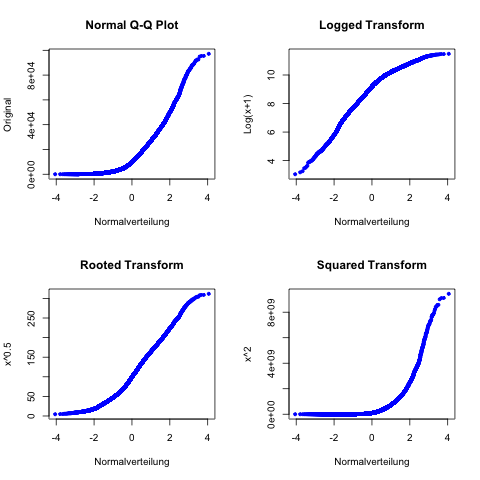 Normal Q-Q Plot
Original
0e+00 4e+04 8e+04
-4 -2 0 2 4
Normalverteilung
Logged Transform
Log(x+1)
4 6 8 10
-4 -2 0 2 4
Normalverteilung
Rooted Transform
x^0.5
0 50 150 250
-4 -2 0 2 4
Normalverteilung
Squared Transform
x^2
0e+00 4e+09 8e+09
-4 -2 0 2 4
Normalverteilung